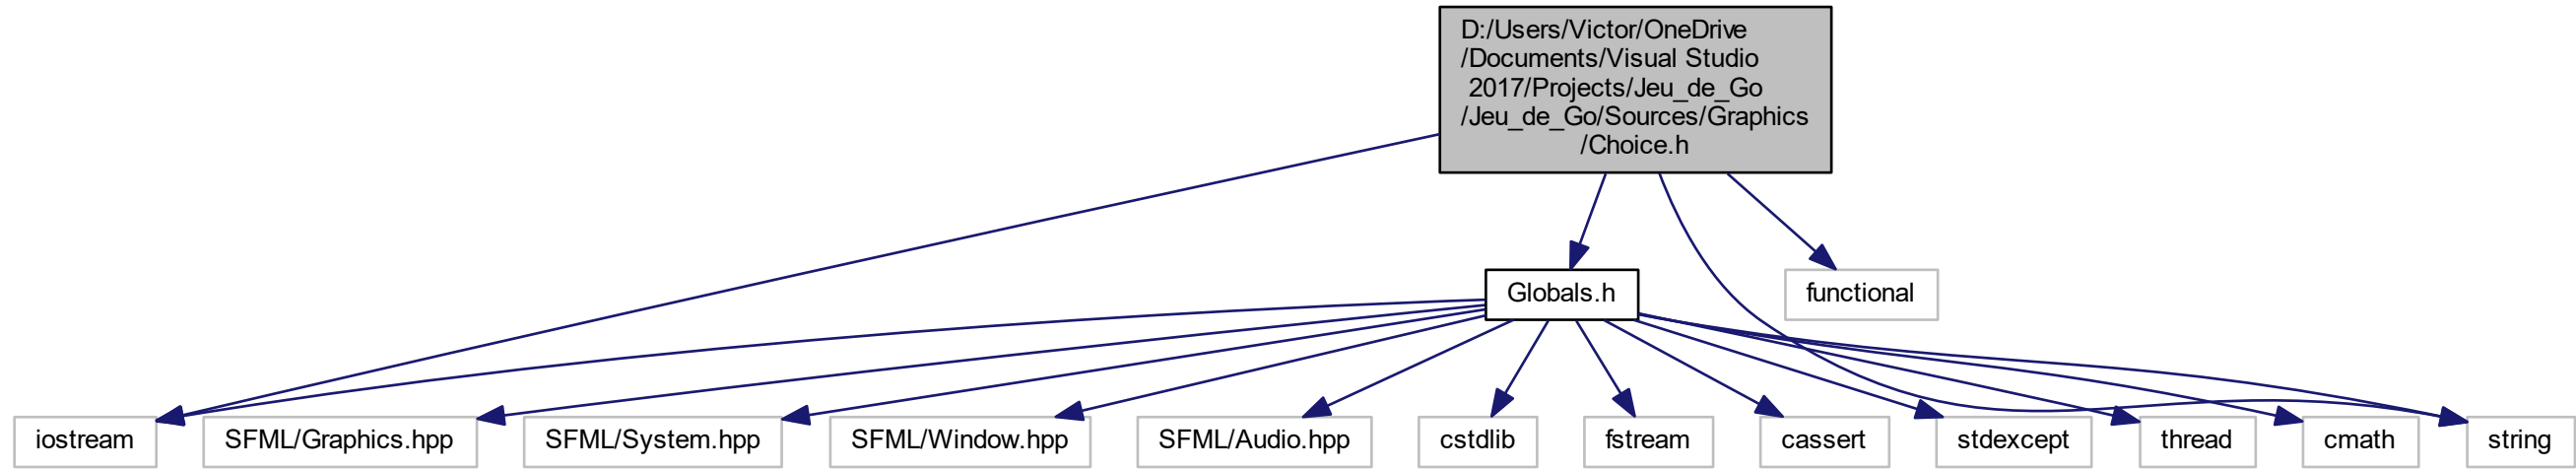 D:/Users/Victor/OneDrive
/Documents/Visual Studio
2017/Projects/Jeu_de_Go
/Jeu_de_Go/Sources/Graphics
/Choice.h
Globals.h
functional
iostream
SFML/Graphics.hpp
SFML/System.hpp
SFML/Window.hpp
SFML/Audio.hpp
cstdlib
fstream
cassert
stdexcept
thread
cmath
string